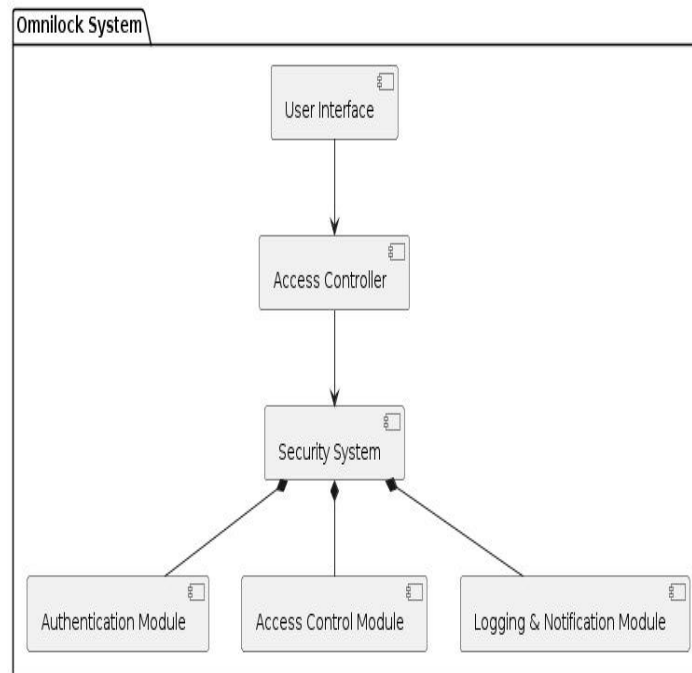 Omnilock System
User Interface
Access Controller
Security System
Authentication Module
Access Control Module
Logging & Notification Module